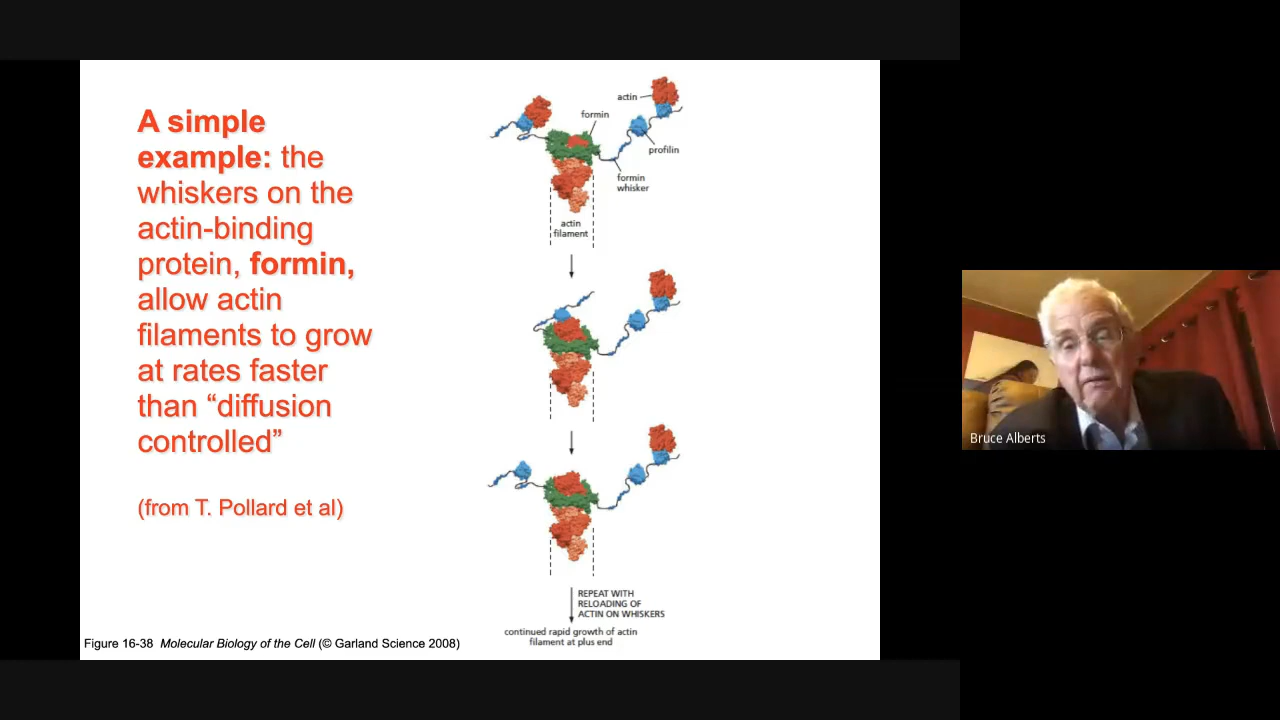 A simple
example: the
whiskers on the
actin-binding
protein, formin,
allow actin
filaments to grow
at rates faster
than “diffusion
controlled”
(from T. Pollard et al)
actin
formin
profilin
formin
whisker
actin
filament
REPEAT WITH
RELOADING OF
ACTIN ON WHISKERS
continued rapid growth of actin
filament at plus end
Figure 16-38 Molecular Biology of the Cell (© Garland Science 2008)
Bruce Alberts